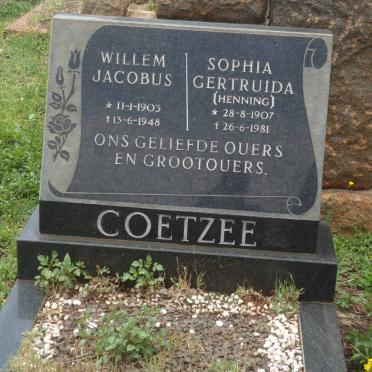 WILLEM
JACOBUS
* 11-1-1903
† 13-6-1948
SOPHIA
GERTRUIDA
(HENNING)
* 28-8-1907
† 26-6-1981
ONS GELIEFDE OUERS
EN GROOTOUERS.
COETZEE